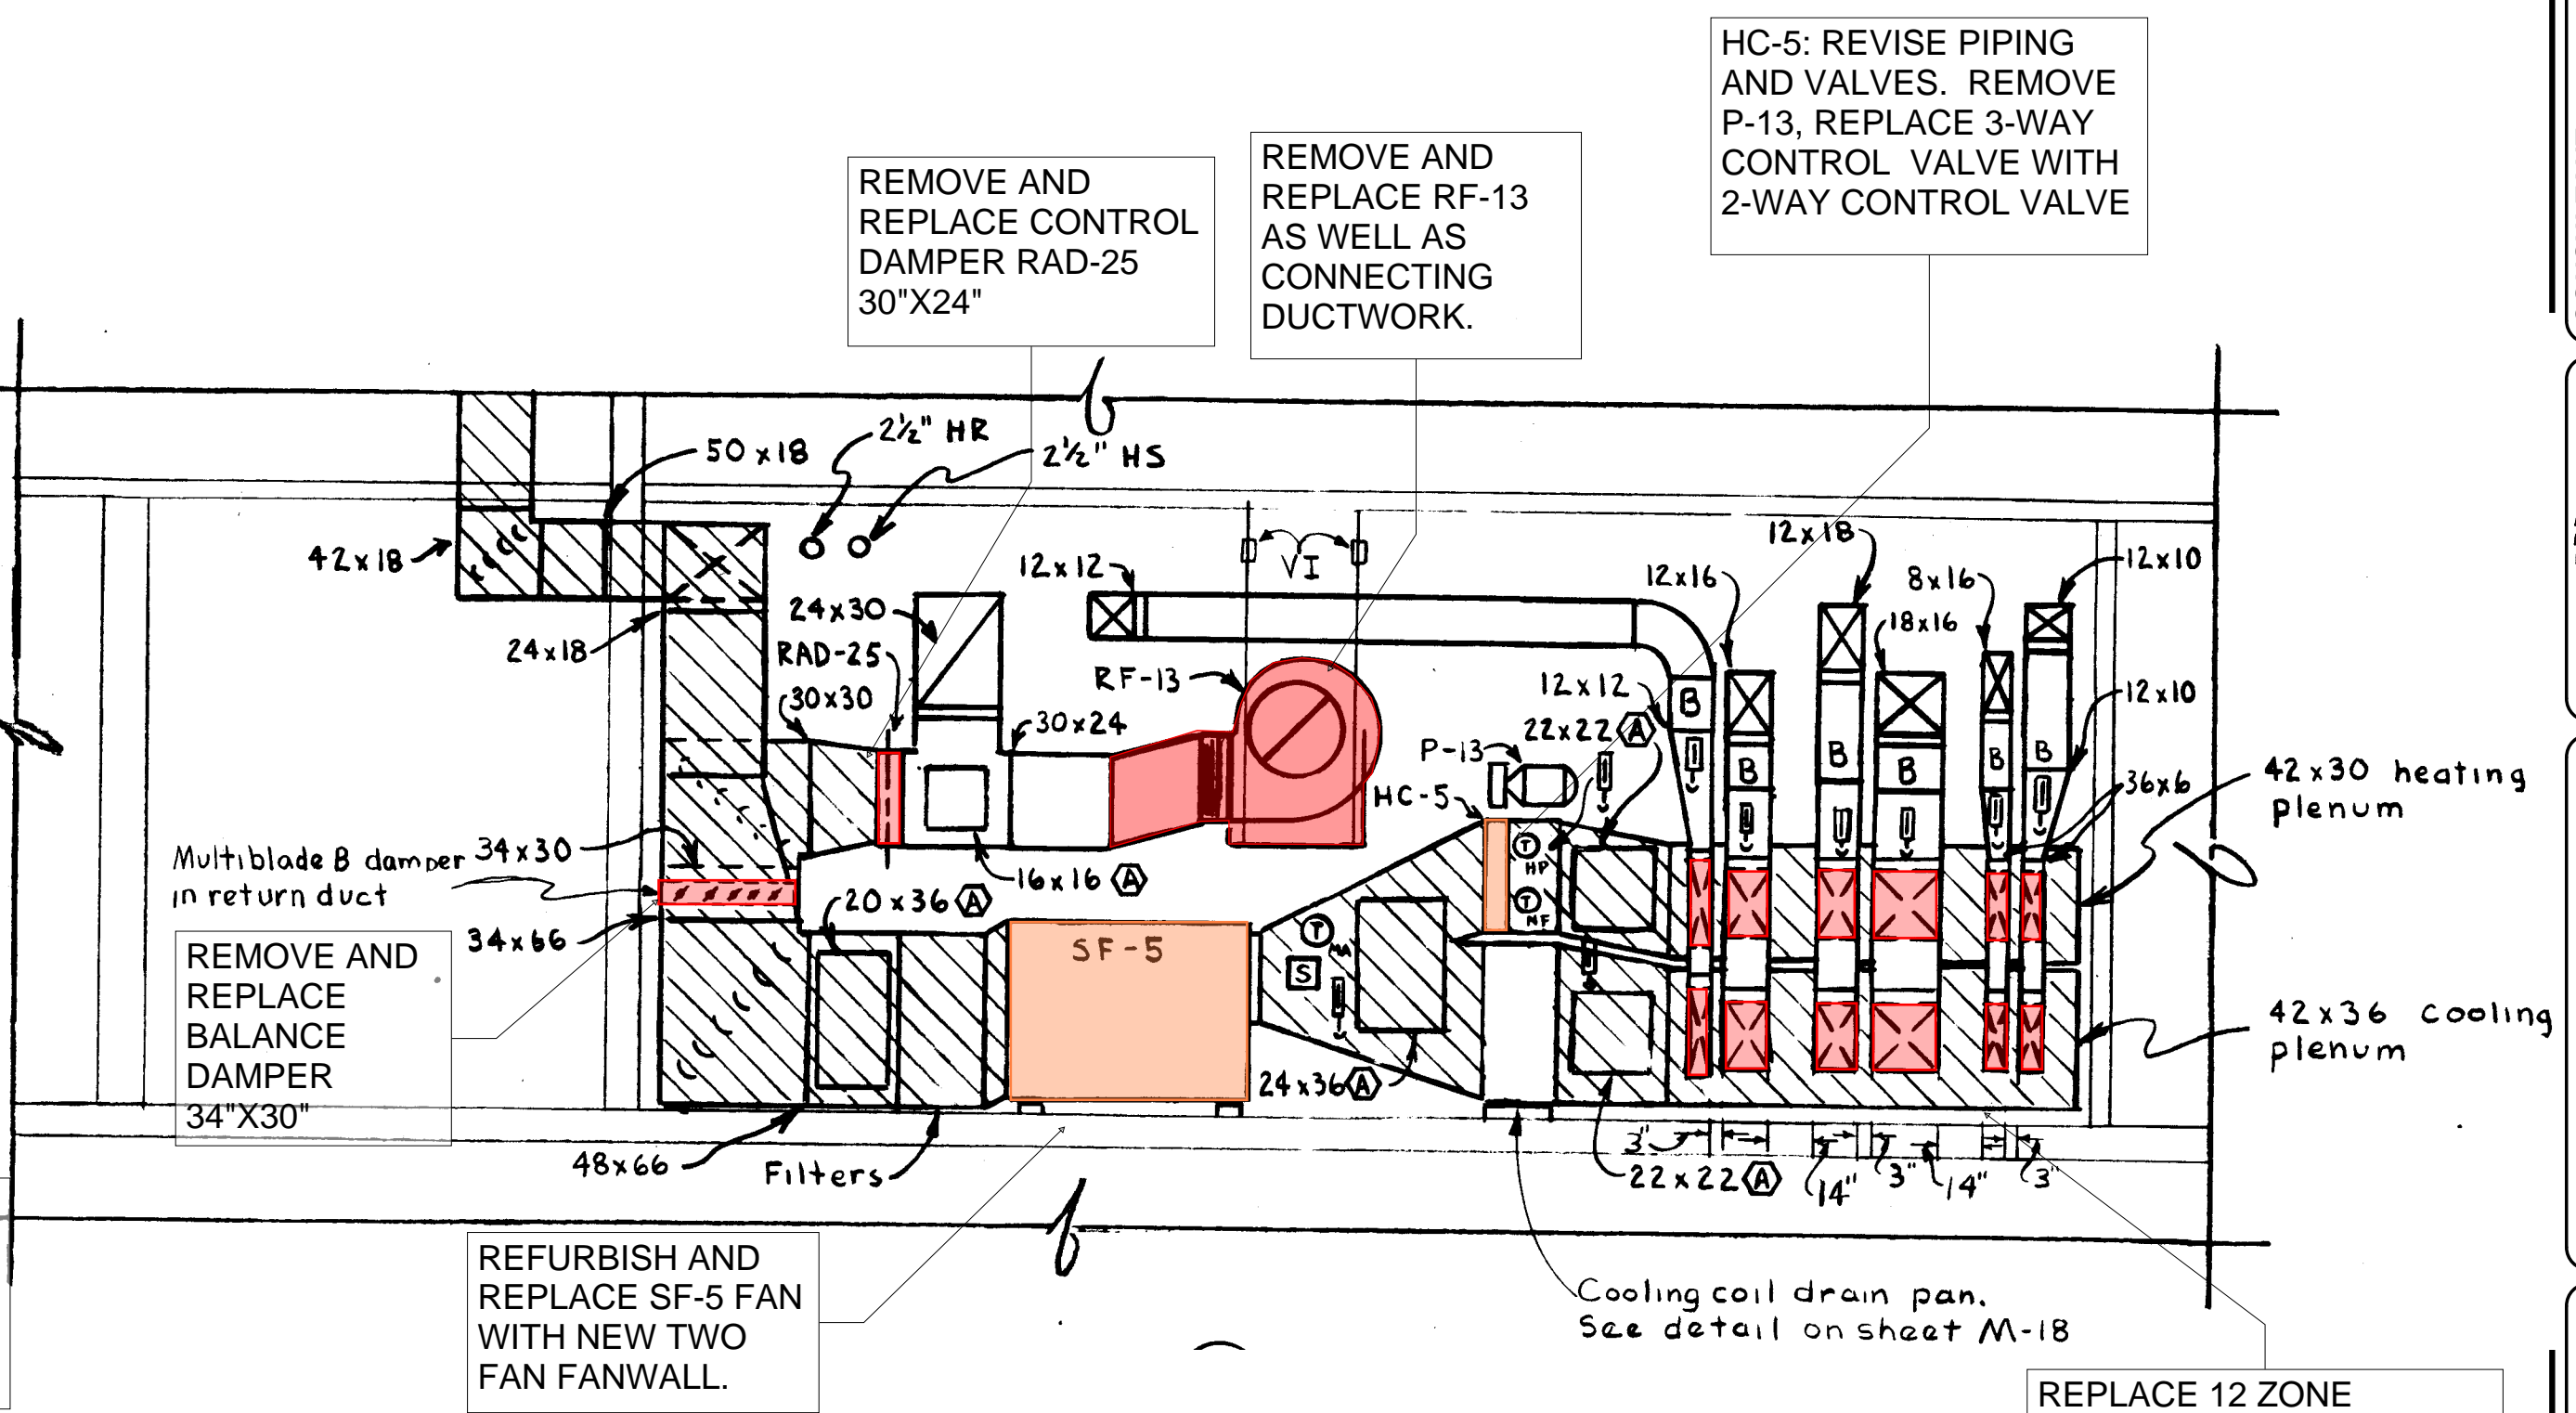 HC-5: REVISE PIPING
AND VALVES. REMOVE
P-13, REPLACE 3-WAY
CONTROL VALVE WITH
2-WAY CONTROL VALVE
REMOVE AND
REPLACE RF-13
AS WELL AS
CONNECTING
DUCTWORK.
REMOVE AND
REPLACE CONTROL
DAMPER RAD-25
30"X24"
2½" HR
50x18
2½" HS
42x18
24x18
24x30
RAD-25
30x30
30x24
12x12
VI
RF-13
12x18
12x16
8x16
12x10
18x16
12x12
22x22 A
12x10
P-13
HC-5
36x6
42x30 heating
plenum
B
B
B
B
B
B
T
HP
T
Multiblade B damper
in return duct
34x30
16x16 A
20x36 A
34x66
SF-5
T
MA
S
24x36 A
42x36 cooling
plenum
REMOVE AND
REPLACE
BALANCE
DAMPER
34"X30"
48x66
Filters
22x22 A
3"
14"
3"
14"
3"
REFURBISH AND
REPLACE SF-5 FAN
WITH NEW TWO
FAN FANWALL.
Cooling coil drain pan.
See detail on sheet M-18
REPLACE 12 ZONE